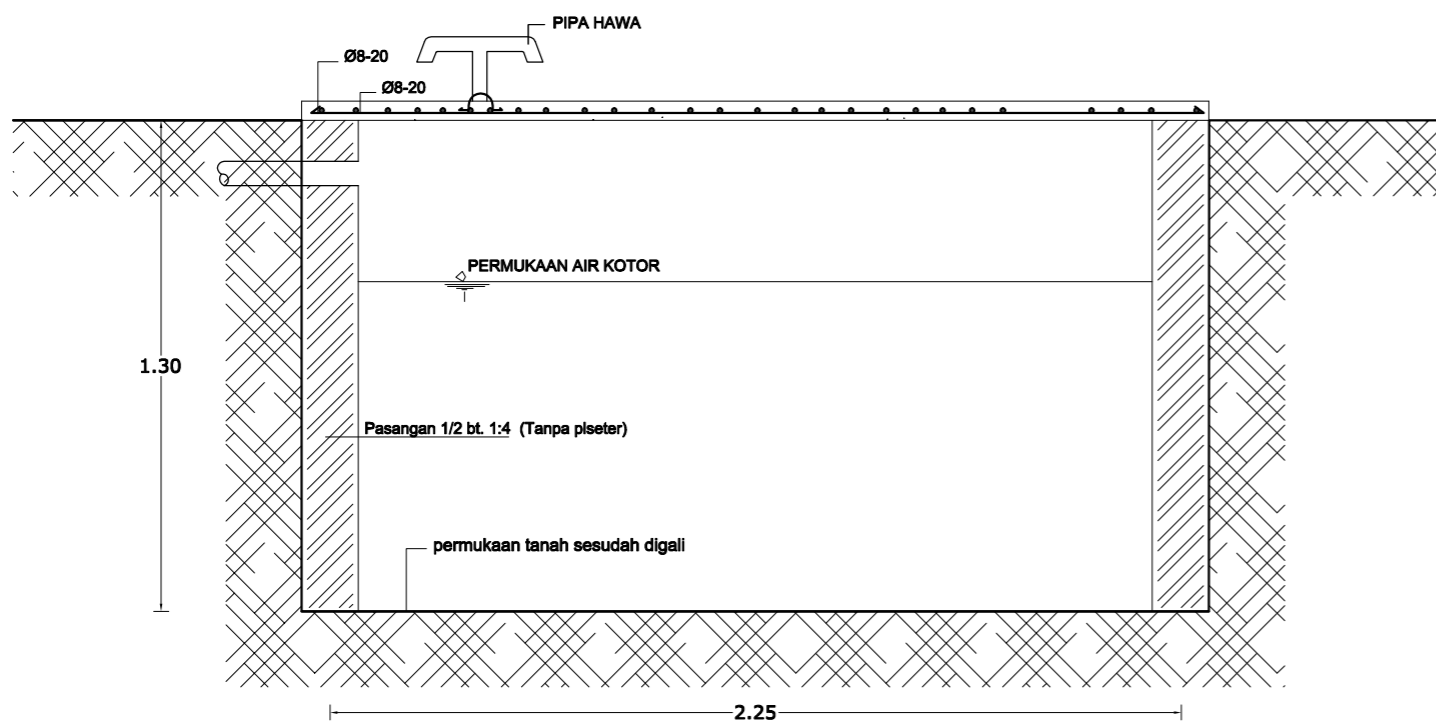 PIPA HAWA
Ø8-20
Ø8-20
PERMUKAAN AIR KOTOR
1.30
Pasangan 1/2 bt. 1:4 (Tanpa plseter)
permukaan tanah sesudah digali
2.25